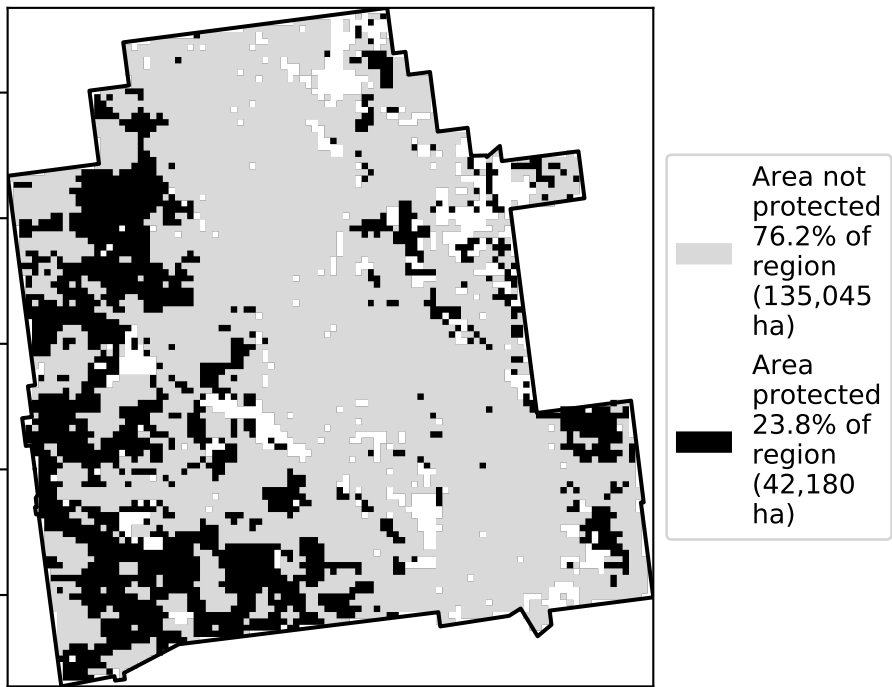 Area not
protected
76.2% of
region
(135,045
ha)
Area
protected
23.8% of
region
(42,180
ha)